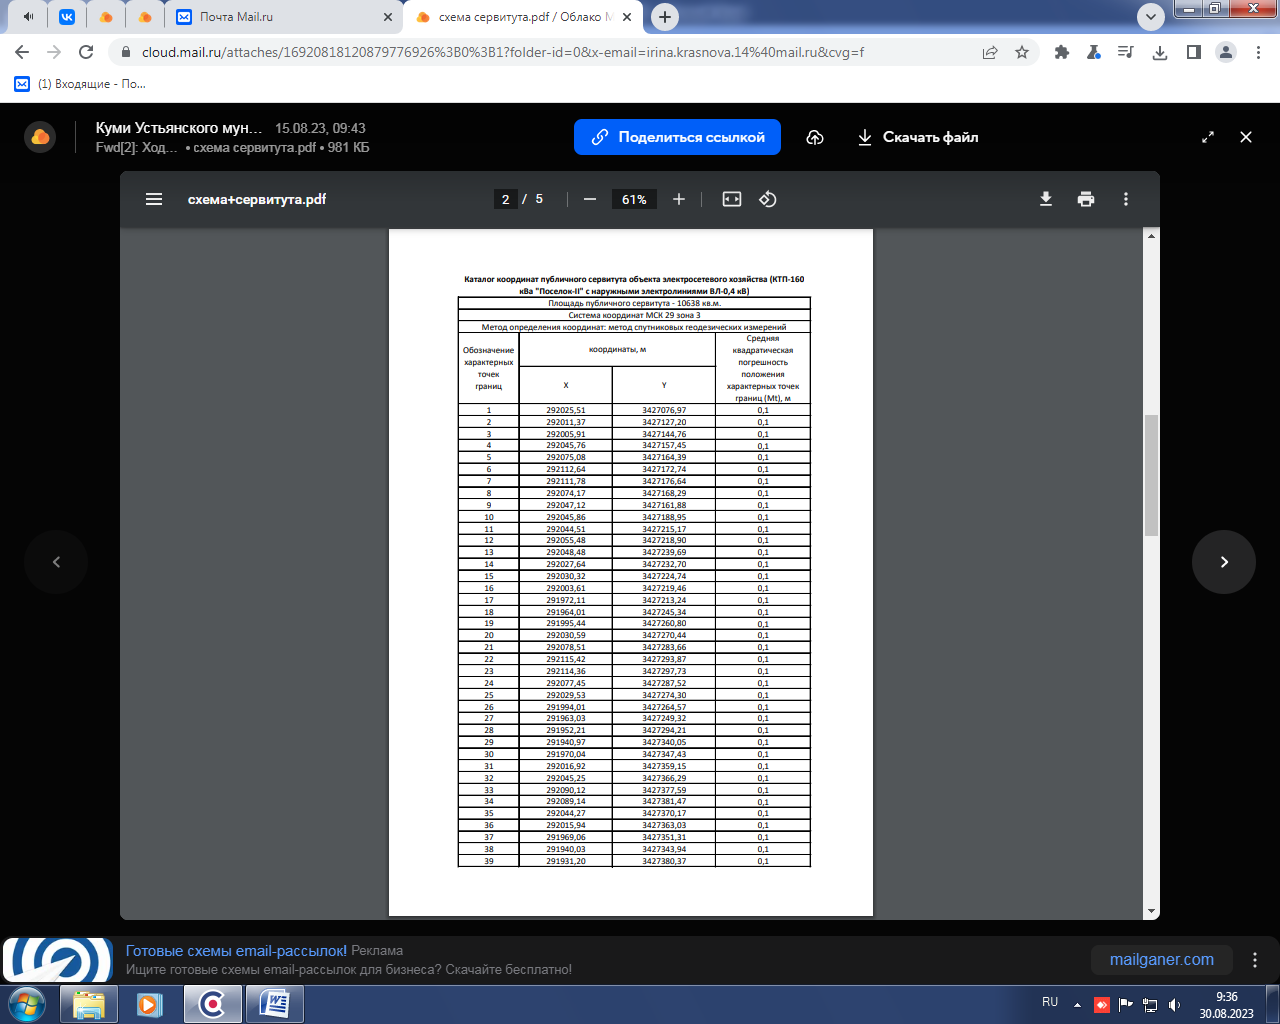 Почта Mail.ru
схема сервитута.pdf / Облако M
cloud.mail.ru/attaches/16920818120879776926%3B0%3B1?folder-id=0&x-email=irina.krasnova.14%40mail.ru&cvg=f
(1) Входящие - По...
Куми Устьянского мун... 15.08.23, 09:43
Fwd[2]: Ход... • схема сервитута.pdf • 981 КБ
Поделиться ссылкой
Скачать файл
схема+сервитута.pdf
2 / 5
61%
Каталог координат публичного сервитута объекта электросетевого хозяйства (КТП-160
кВа "Поселок-II" с наружными электролиниями ВЛ-0,4 кВ)
Площадь публичного сервитута - 10638 кв.м.
Система координат МСК 29 зона 3
Метод определения координат: метод спутниковых геодезических измерений
Обозначение характерных точек границ
координаты, м
Средняя квадратическая погрешность положения характерных точек границ (Mt), м
X Y
1 292025,51 3427076,97 0,1
2 292011,37 3427127,20 0,1
3 292005,91 3427144,76 0,1
4 292045,76 3427157,45 0,1
5 292075,08 3427164,39 0,1
6 292112,64 3427172,74 0,1
7 292111,78 3427176,64 0,1
8 292074,17 3427168,29 0,1
9 292047,12 3427161,88 0,1
10 292045,86 3427188,95 0,1
11 292044,51 3427215,17 0,1
12 292055,48 3427218,90 0,1
13 292048,48 3427239,69 0,1
14 292027,64 3427232,70 0,1
15 292030,32 3427224,74 0,1
16 292003,61 3427219,46 0,1
17 291972,11 3427213,24 0,1
18 291964,01 3427245,34 0,1
19 291995,44 3427260,80 0,1
20 292030,59 3427270,44 0,1
21 292078,51 3427283,66 0,1
22 292115,42 3427293,87 0,1
23 292114,36 3427297,73 0,1
24 292077,45 3427287,52 0,1
25 292029,53 3427274,30 0,1
26 291994,01 3427264,57 0,1
27 291963,03 3427249,32 0,1
28 291952,21 3427294,21 0,1
29 291940,97 3427340,05 0,1
30 291970,04 3427347,43 0,1
31 292016,92 3427359,15 0,1
32 292045,25 3427366,29 0,1
33 292090,12 3427377,59 0,1
34 292089,14 3427381,47 0,1
35 292044,27 3427370,17 0,1
36 292015,94 3427363,03 0,1
37 291969,06 3427351,31 0,1
38 291940,03 3427343,94 0,1
39 291931,20 3427380,37 0,1
Готовые схемы email-рассылок! Реклама
Ищите готовые схемы email-рассылок для бизнеса? Скачайте бесплатно!
mailganer.com
RU
9:36
30.08.2023